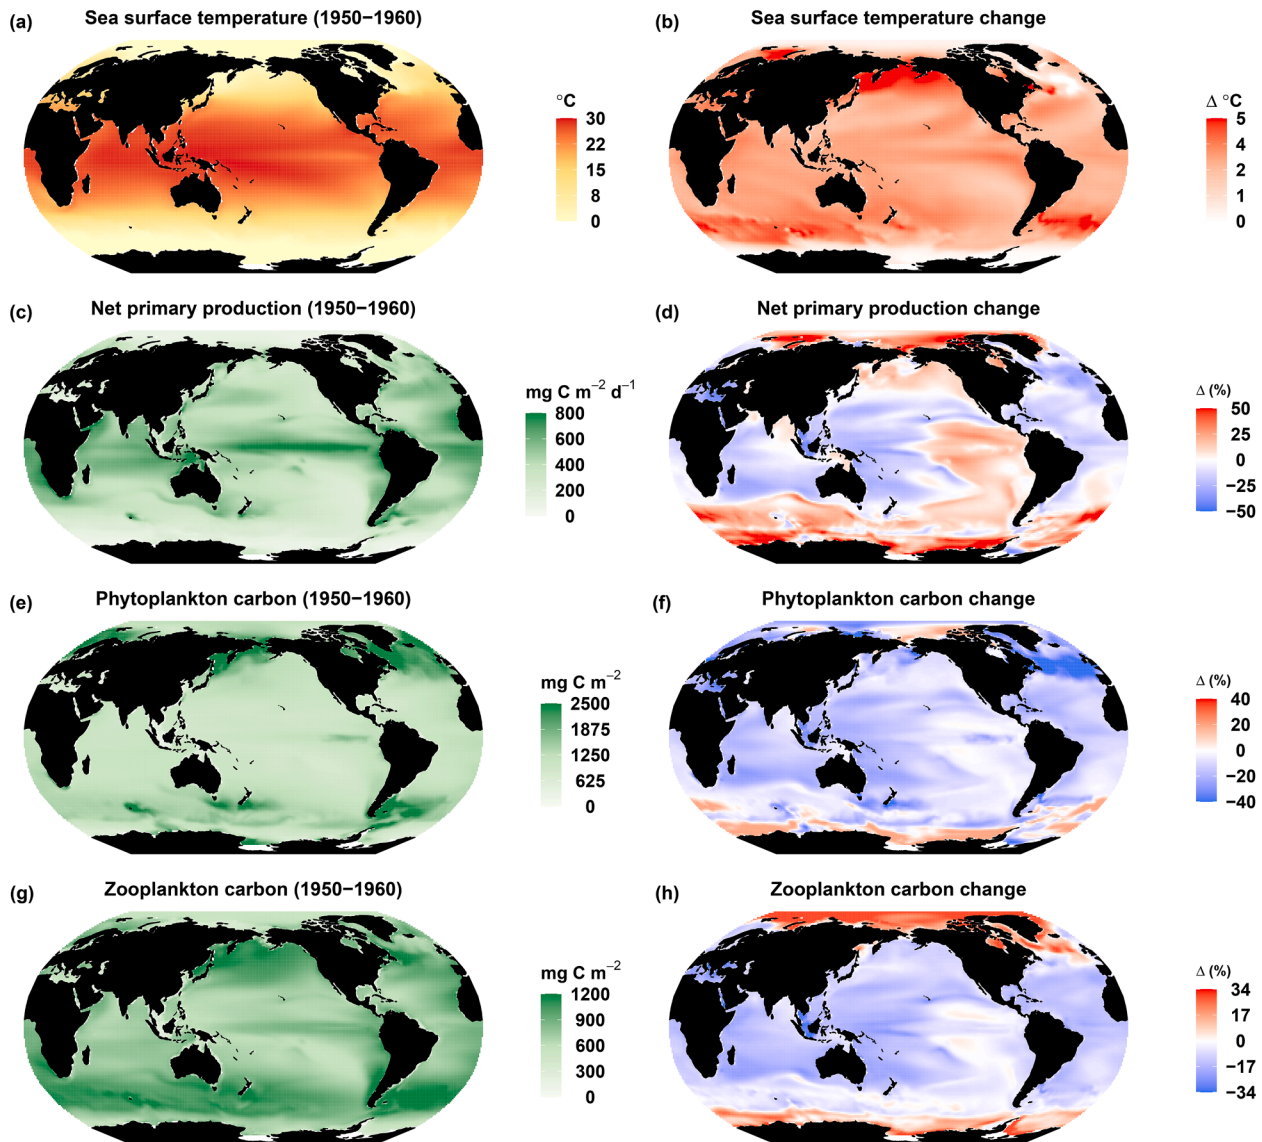 (a) Sea surface temperature (1950−1960)
(b) Sea surface temperature change
°C
30
22
15
8
0
Δ °C
5
4
2
1
0
(c) Net primary production (1950−1960)
(d) Net primary production change
mg C m−2 d−1
800
600
400
200
0
Δ (%)
50
25
0
−25
−50
(e) Phytoplankton carbon (1950−1960)
(f) Phytoplankton carbon change
mg C m−2
2500
1875
1250
625
0
Δ (%)
40
20
0
−20
−40
(g) Zooplankton carbon (1950−1960)
(h) Zooplankton carbon change
mg C m−2
1200
900
600
300
0
Δ (%)
34
17
0
−17
−34